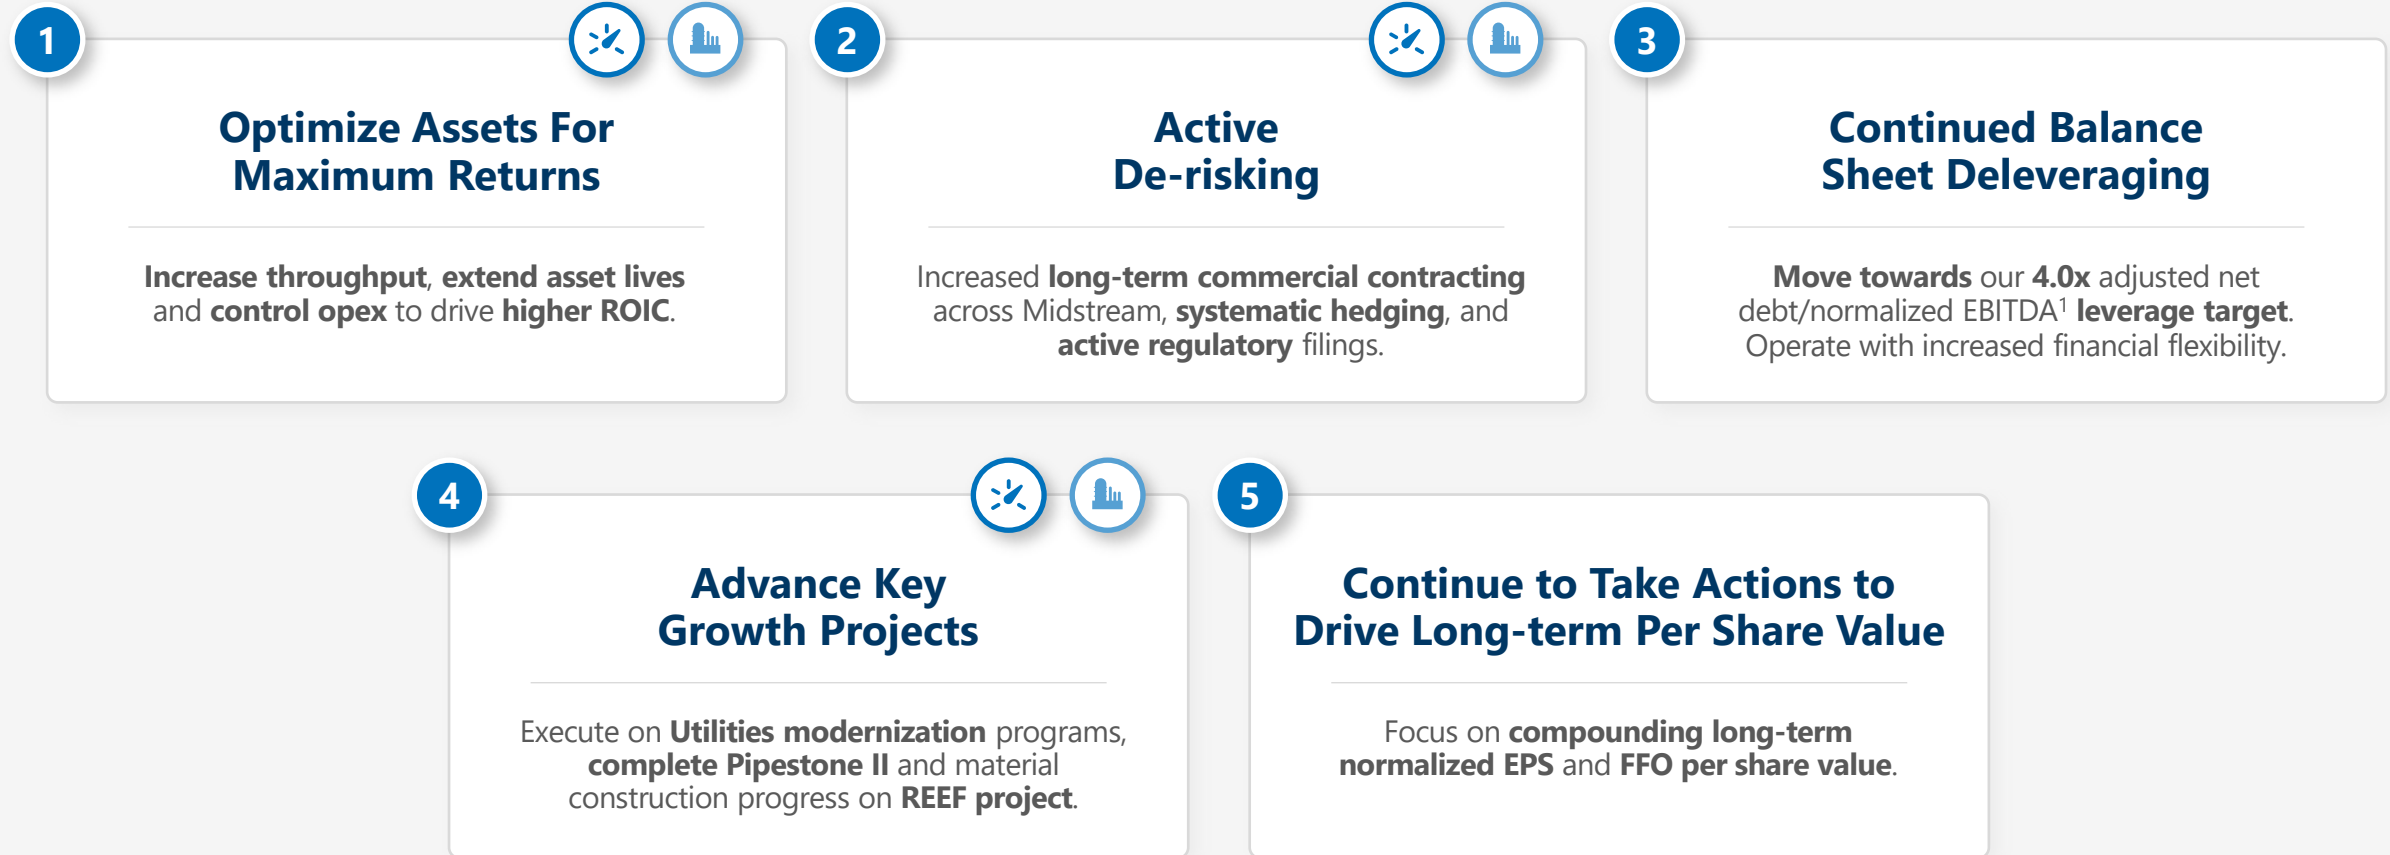 1
Optimize Assets For
Maximum Returns
Increase throughput, extend asset lives
and control opex to drive higher ROIC.
2
Active
De-risking
Increased long-term commercial contracting
across Midstream, systematic hedging, and
active regulatory filings.
3
Continued Balance
Sheet Deleveraging
Move towards our 4.0x adjusted net
debt/normalized EBITDA¹ leverage target.
Operate with increased financial flexibility.
4
Advance Key
Growth Projects
Execute on Utilities modernization programs,
complete Pipestone II and material
construction progress on REEF project.
5
Continue to Take Actions to
Drive Long-term Per Share Value
Focus on compounding long-term
normalized EPS and FFO per share value.